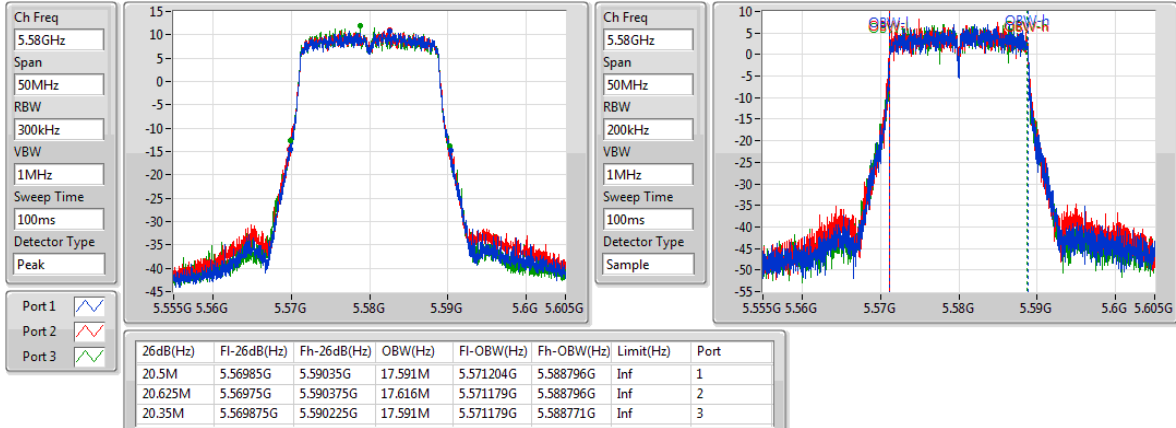 Ch Freq
5.58GHz
Span
50MHz
RBW
300kHz
VBW
1MHz
Sweep Time
100ms
Detector Type
Peak
Port 1
Port 2
Port 3
15
10
5
0
-5
-10
-15
-20
-25
-30
-35
-40
-45
5.555G 5.56G 5.57G 5.58G 5.59G 5.6G 5.605G
Ch Freq
5.58GHz
Span
50MHz
RBW
200kHz
VBW
1MHz
Sweep Time
100ms
Detector Type
Sample
10
5
0
-5
-10
-15
-20
-25
-30
-35
-40
-45
-50
-55
OBW-l OBW-h
5.555G 5.56G 5.57G 5.58G 5.59G 5.6G 5.605G
26dB(Hz) Fl-26dB(Hz) Fh-26dB(Hz) OBW(Hz) Fl-OBW(Hz) Fh-OBW(Hz) Limit(Hz) Port
20.5M 5.56985G 5.59035G 17.591M 5.571204G 5.588796G Inf 1
20.625M 5.56975G 5.590375G 17.616M 5.571179G 5.588796G Inf 2
20.35M 5.569875G 5.590225G 17.591M 5.571179G 5.588771G Inf 3